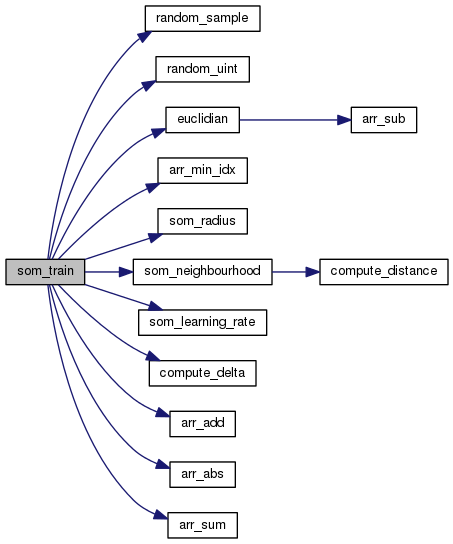 random_sample
random_uint
euclidian
arr_sub
arr_min_idx
som_radius
som_train
som_neighbourhood
compute_distance
som_learning_rate
compute_delta
arr_add
arr_abs
arr_sum